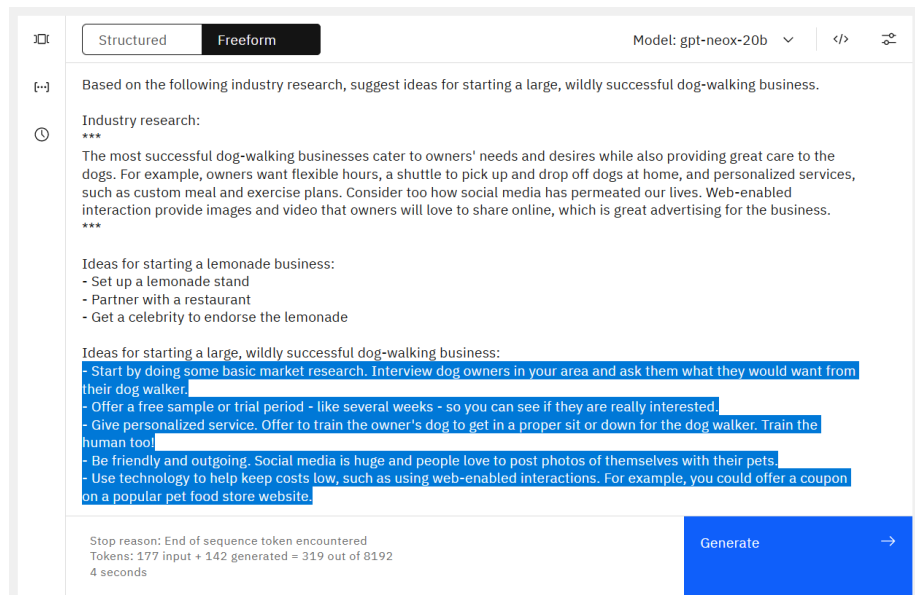 Structured Freeform Model: gpt-neox-20b </>
Based on the following industry research, suggest ideas for starting a large, wildly successful dog-walking business.
Industry research:
***
The most successful dog-walking businesses cater to owners' needs and desires while also providing great care to the
dogs. For example, owners want flexible hours, a shuttle to pick up and drop off dogs at home, and personalized services,
such as custom meal and exercise plans. Consider too how social media has permeated our lives. Web-enabled
interaction provide images and video that owners will love to share online, which is great advertising for the business.
***
Ideas for starting a lemonade business:
- Set up a lemonade stand
- Partner with a restaurant
- Get a celebrity to endorse the lemonade
Ideas for starting a large, wildly successful dog-walking business:
- Start by doing some basic market research. Interview dog owners in your area and ask them what they would want from
their dog walker.
- Offer a free sample or trial period - like several weeks - so you can see if they are really interested.
- Give personalized service. Offer to train the owner's dog to get in a proper sit or down for the dog walker. Train the
human too!
- Be friendly and outgoing. Social media is huge and people love to post photos of themselves with their pets.
- Use technology to help keep costs low, such as using web-enabled interactions. For example, you could offer a coupon
on a popular pet food store website.
Stop reason: End of sequence token encountered
Tokens: 177 input + 142 generated = 319 out of 8192
4 seconds
Generate